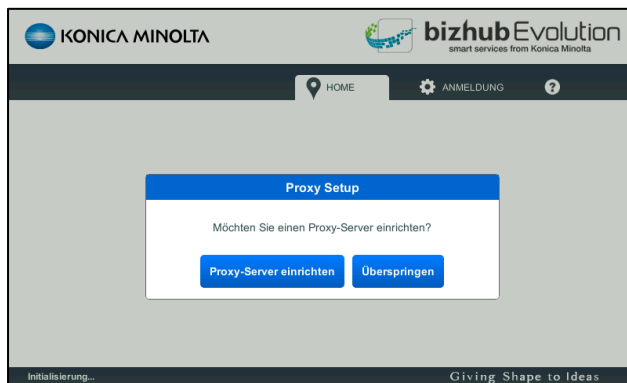 KONICA MINOLTA
bizhub Evolution
smart services from Konica Minolta
HOME
ANMELDUNG
?
Proxy Setup
Möchten Sie einen Proxy-Server einrichten?
Proxy-Server einrichten
Überspringen
Initialisierung...
Giving Shape to Ideas